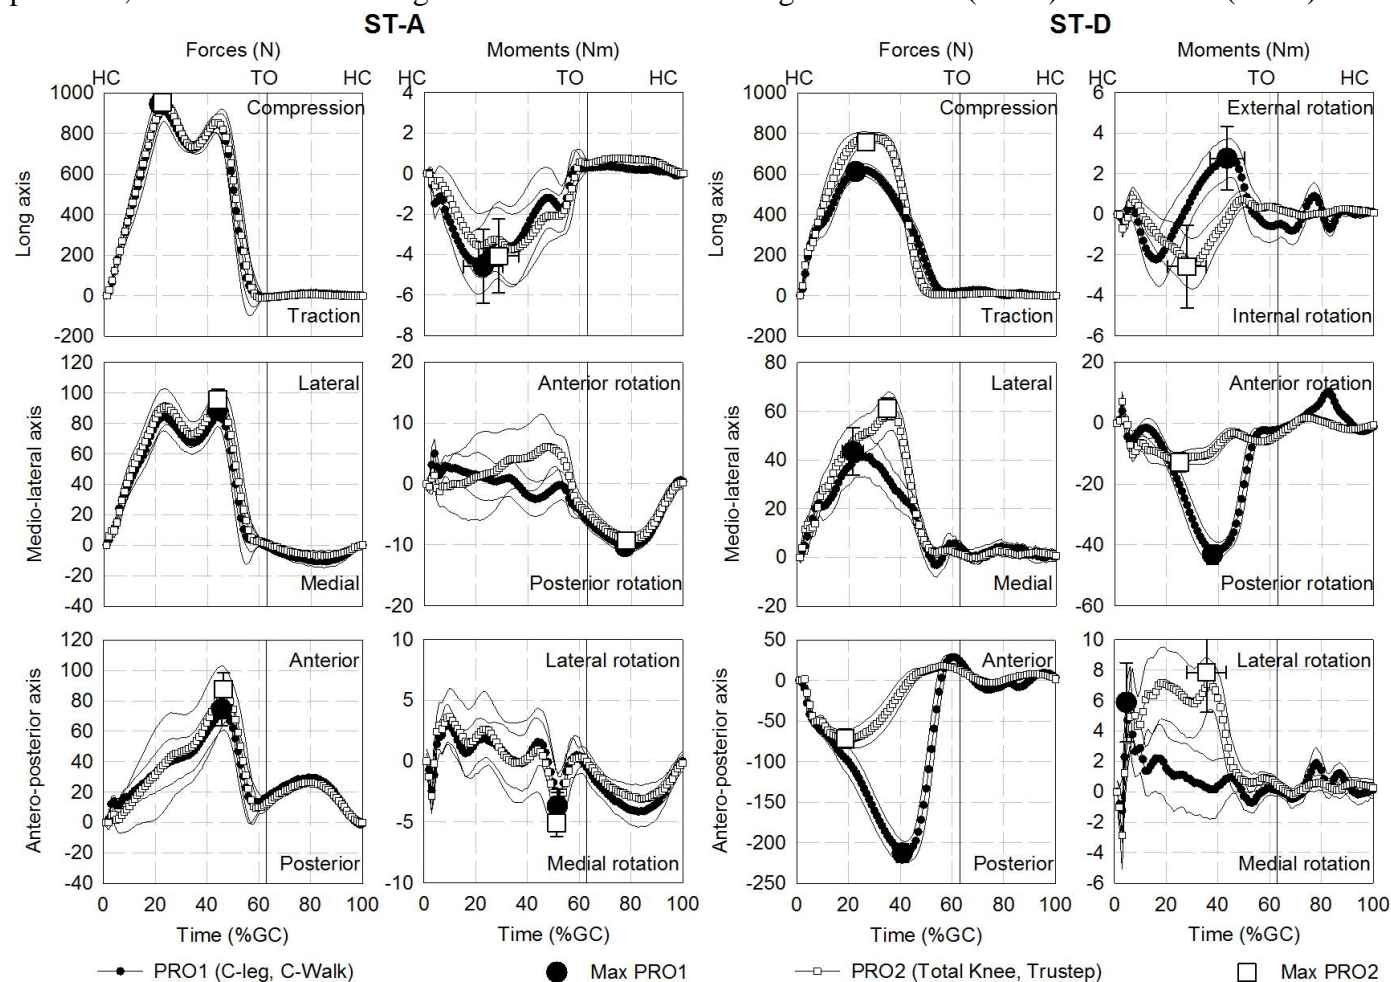 ST-A ST-D
Forces (N) Moments (Nm) Forces (N) Moments (Nm)
HC TO HC HC TO HC HC TO HC HC TO HC
Long axis
1000
800
600
400
200
0
-200
Compression
Traction
4
2
0
-2
-4
-6
-8
Long axis
1000
800
600
400
200
0
-200
Compression
Traction
6
4
2
0
-2
-4
-6
External rotation
Internal rotation
Medio-lateral axis
120
100
80
60
40
20
0
-20
-40
Lateral
Medial
20
10
0
-10
-20
Anterior rotation
Posterior rotation
Medio-lateral axis
80
60
40
20
0
-20
Lateral
Medial
20
0
-20
-40
-60
Anterior rotation
Posterior rotation
Antero-posterior axis
120
100
80
60
40
20
0
-20
-40
Anterior
Posterior
10
5
0
-5
-10
Lateral rotation
Medial rotation
Antero-posterior axis
50
0
-50
-100
-150
-200
-250
Anterior
Posterior
10
8
6
4
2
0
-2
-4
-6
Lateral rotation
Medial rotation
0 20 40 60 80 100 0 20 40 60 80 100 0 20 40 60 80 100 0 20 40 60 80 100
Time (%GC) Time (%GC) Time (%GC) Time (%GC)
PRO1 (C-leg, C-Walk) Max PRO1 PRO2 (Total Knee, Trustep) Max PRO2